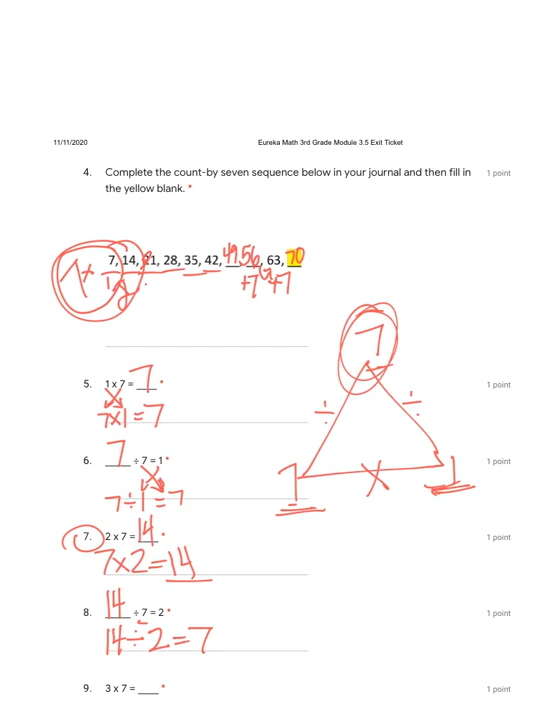 11/11/2020 Eureka Math 3rd Grade Module 3.5 Exit Ticket
4. Complete the count-by seven sequence below in your journal and then fill in 1 point
the yellow blank. *
7, 14, 21, 28, 35, 42, 49, 56, 63, 70
+7 +7
7
5. 1 x 7 = 7 * 1 point
7x1=7
÷ ÷
6. 7 ÷ 7 = 1 * 1 point
7 X 1
7÷1=7
7. 2 x 7 = 14 * 1 point
7x2=14
8. 14 ÷ 7 = 2 * 1 point
14÷2=7
9. 3 x 7 = ___ * 1 point